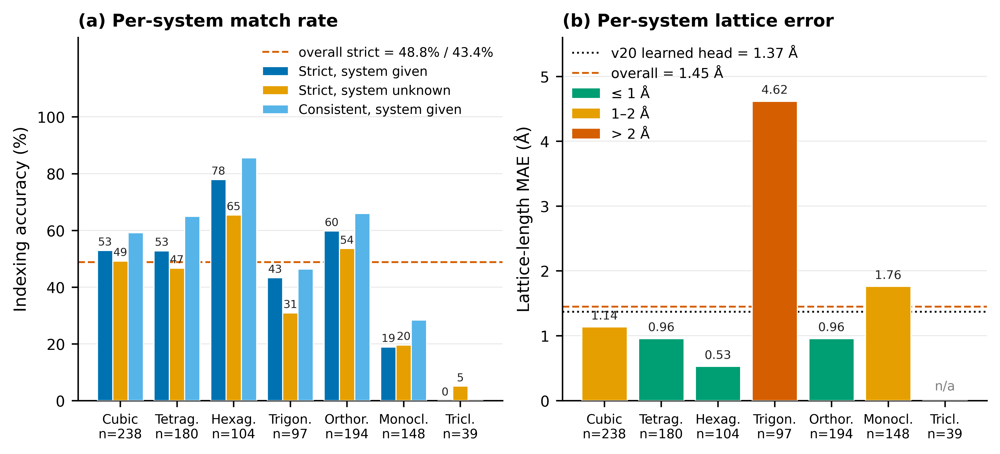 (a) Per-system match rate
overall strict = 48.8% / 43.4%
Strict, system given
Strict, system unknown
Consistent, system given
Indexing accuracy (%)
100
80
60
40
20
0
53
49
53
47
78
65
43
31
60
54
19
20
0
5
Cubic
n=238
Tetrag.
n=180
Hexag.
n=104
Trigon.
n=97
Orthor.
n=194
Monocl.
n=148
Tricl.
n=39
(b) Per-system lattice error
v20 learned head = 1.37 Å
overall = 1.45 Å
≤ 1 Å
1–2 Å
> 2 Å
Lattice-length MAE (Å)
5
4
3
2
1
0
1.14
0.96
0.53
4.62
0.96
1.76
n/a
Cubic
n=238
Tetrag.
n=180
Hexag.
n=104
Trigon.
n=97
Orthor.
n=194
Monocl.
n=148
Tricl.
n=39